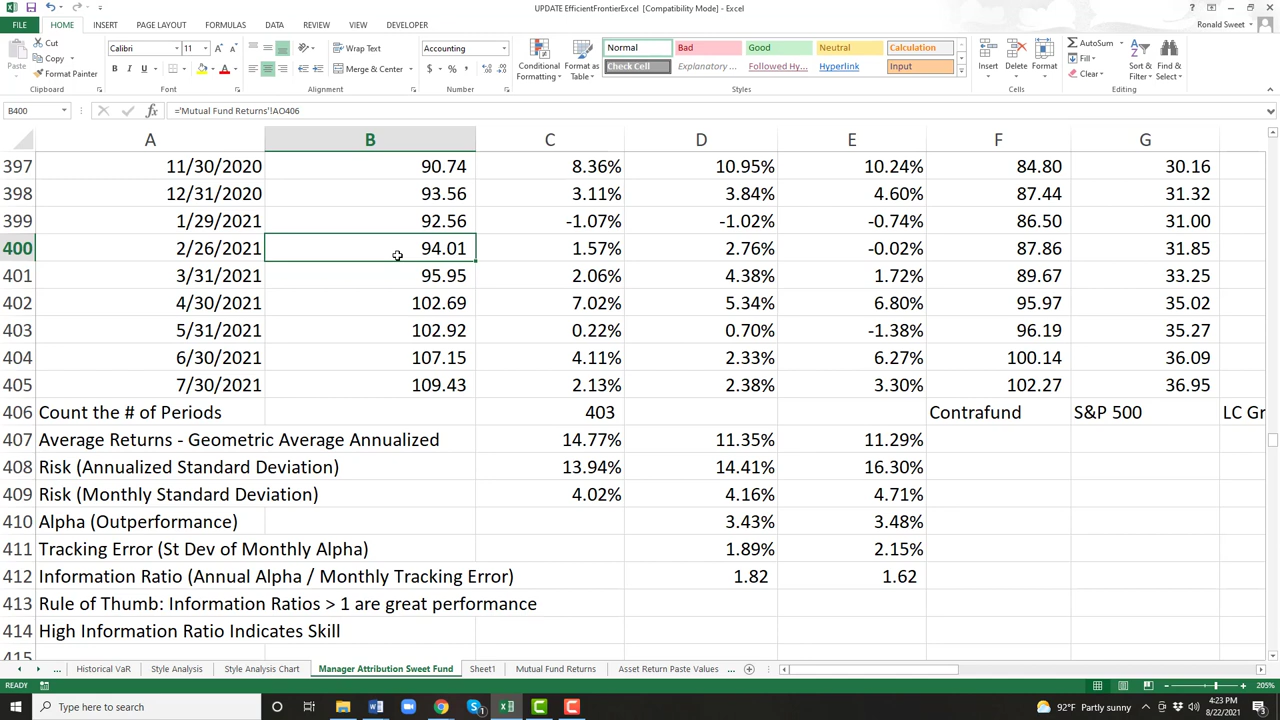 UPDATE EfficientFrontierExcel [Compatibility Mode] - Excel
FILE HOME INSERT PAGE LAYOUT FORMULAS DATA REVIEW VIEW DEVELOPER Ronald Sweet
Paste Cut Copy Format Painter Clipboard
Calibri 11 B I U A Font
Wrap Text Merge & Center Alignment
Accounting $ % , Number
Conditional Formatting Format as Table
Normal Bad Good Neutral Calculation
Check Cell Explanatory ... Followed Hy... Hyperlink Input
Styles
Insert Delete Format Cells
AutoSum Fill Clear Sort & Filter Find & Select Editing
B400 fx ='Mutual Fund Returns'!AO406
A B C D E F G
397 11/30/2020 90.74 8.36% 10.95% 10.24% 84.80 30.16
398 12/31/2020 93.56 3.11% 3.84% 4.60% 87.44 31.32
399 1/29/2021 92.56 -1.07% -1.02% -0.74% 86.50 31.00
400 2/26/2021 94.01 1.57% 2.76% -0.02% 87.86 31.85
401 3/31/2021 95.95 2.06% 4.38% 1.72% 89.67 33.25
402 4/30/2021 102.69 7.02% 5.34% 6.80% 95.97 35.02
403 5/31/2021 102.92 0.22% 0.70% -1.38% 96.19 35.27
404 6/30/2021 107.15 4.11% 2.33% 6.27% 100.14 36.09
405 7/30/2021 109.43 2.13% 2.38% 3.30% 102.27 36.95
406 Count the # of Periods 403 Contrafund S&P 500 LC Gr
407 Average Returns - Geometric Average Annualized 14.77% 11.35% 11.29%
408 Risk (Annualized Standard Deviation) 13.94% 14.41% 16.30%
409 Risk (Monthly Standard Deviation) 4.02% 4.16% 4.71%
410 Alpha (Outperformance) 3.43% 3.48%
411 Tracking Error (St Dev of Monthly Alpha) 1.89% 2.15%
412 Information Ratio (Annual Alpha / Monthly Tracking Error) 1.82 1.62
413 Rule of Thumb: Information Ratios > 1 are great performance
414 High Information Ratio Indicates Skill
415
... Historical VaR Style Analysis Style Analysis Chart Manager Attribution Sweet Fund Sheet1 Mutual Fund Returns Asset Return Paste Values ...
READY 205%
Type here to search 92°F Partly sunny 4:23 PM
8/22/2021